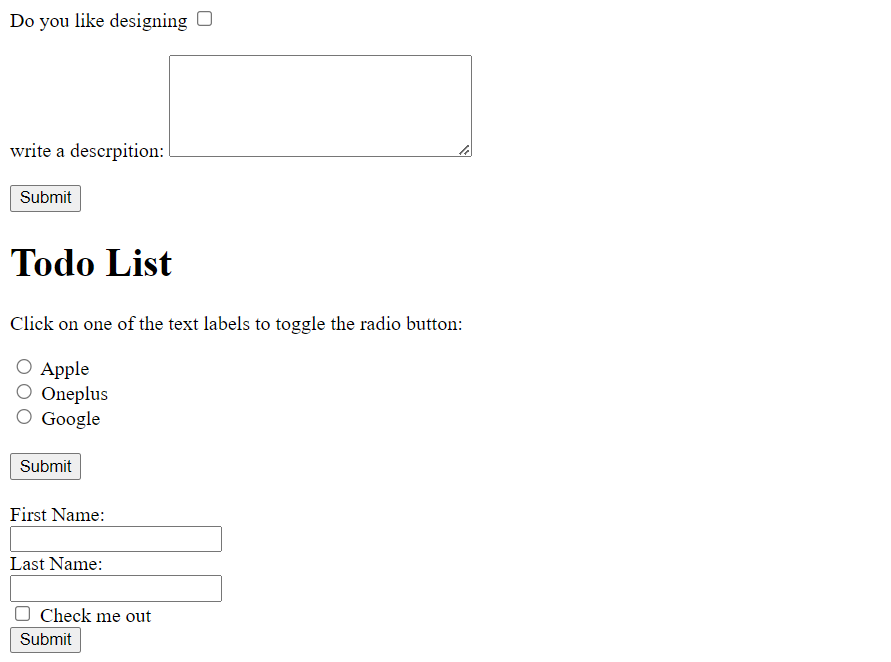 Do you like designing
write a descrpition:
Submit
Todo List
Click on one of the text labels to toggle the radio button:
Apple
Oneplus
Google
Submit
First Name:
Last Name:
Check me out
Submit